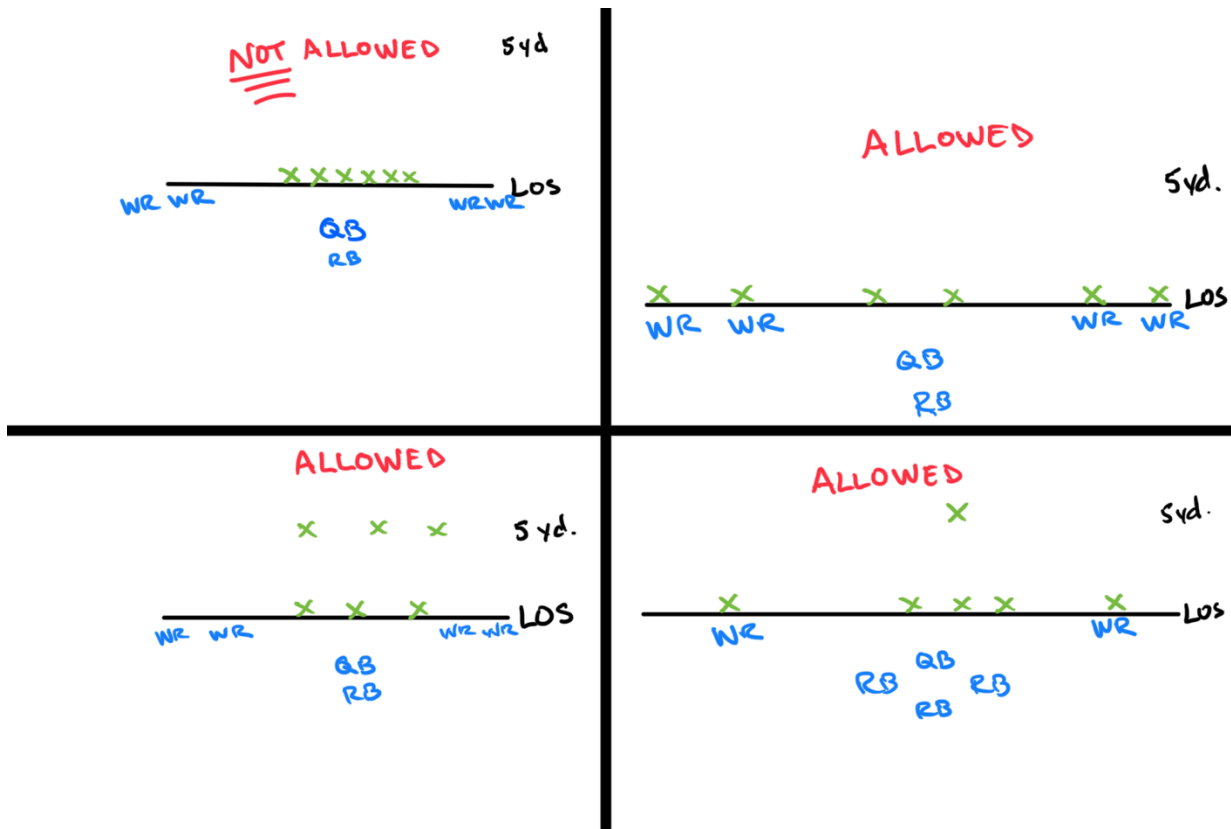 NOT ALLOWED 5yd
X X X X X X
LOS
WR WR WR WR
QB
RB
ALLOWED
5yd.
X X X X X X
LOS
WR WR WR WR
QB
RB
ALLOWED
X X X 5 yd.
X X X
LOS
WR WR WR WR
QB
RB
ALLOWED
X 5yd.
X X X X X
LOS
WR WR
QB
RB RB
RB